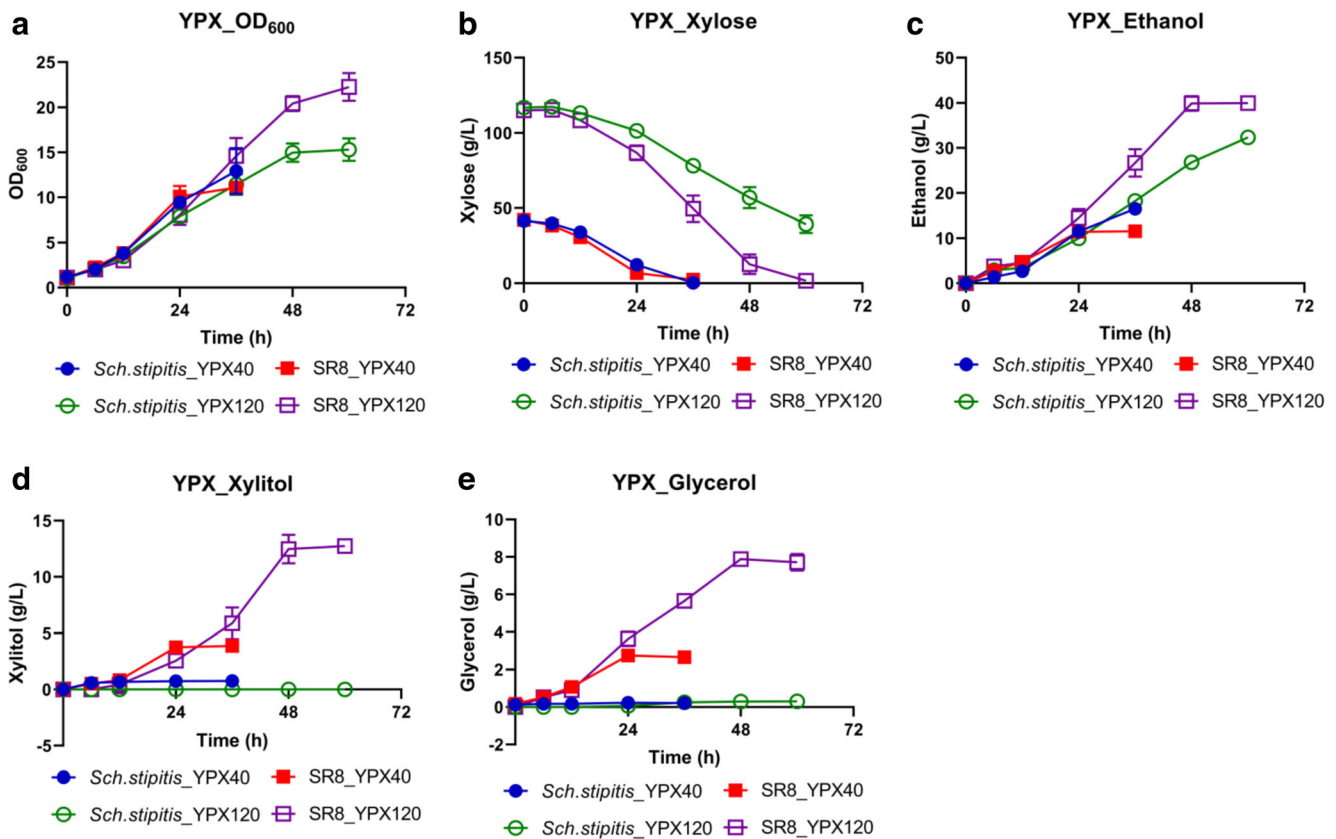 a
YPX_OD600
OD600
25
20
15
10
5
0
0
24
48
72
Time (h)
Sch.stipitis_YPX40
SR8_YPX40
Sch.stipitis_YPX120
SR8_YPX120
b
YPX_Xylose
Xylose (g/L)
150
100
50
0
0
24
48
72
Time (h)
Sch.stipitis_YPX40
SR8_YPX40
Sch.stipitis_YPX120
SR8_YPX120
c
YPX_Ethanol
Ethanol (g/L)
50
40
30
20
10
0
0
24
48
72
Time (h)
Sch.stipitis_YPX40
SR8_YPX40
Sch.stipitis_YPX120
SR8_YPX120
d
YPX_Xylitol
Xylitol (g/L)
15
10
5
0
-5
24
48
72
Time (h)
Sch.stipitis_YPX40
SR8_YPX40
Sch.stipitis_YPX120
SR8_YPX120
e
YPX_Glycerol
Glycerol (g/L)
10
8
6
4
2
0
-2
24
48
72
Time (h)
Sch.stipitis_YPX40
SR8_YPX40
Sch.stipitis_YPX120
SR8_YPX120